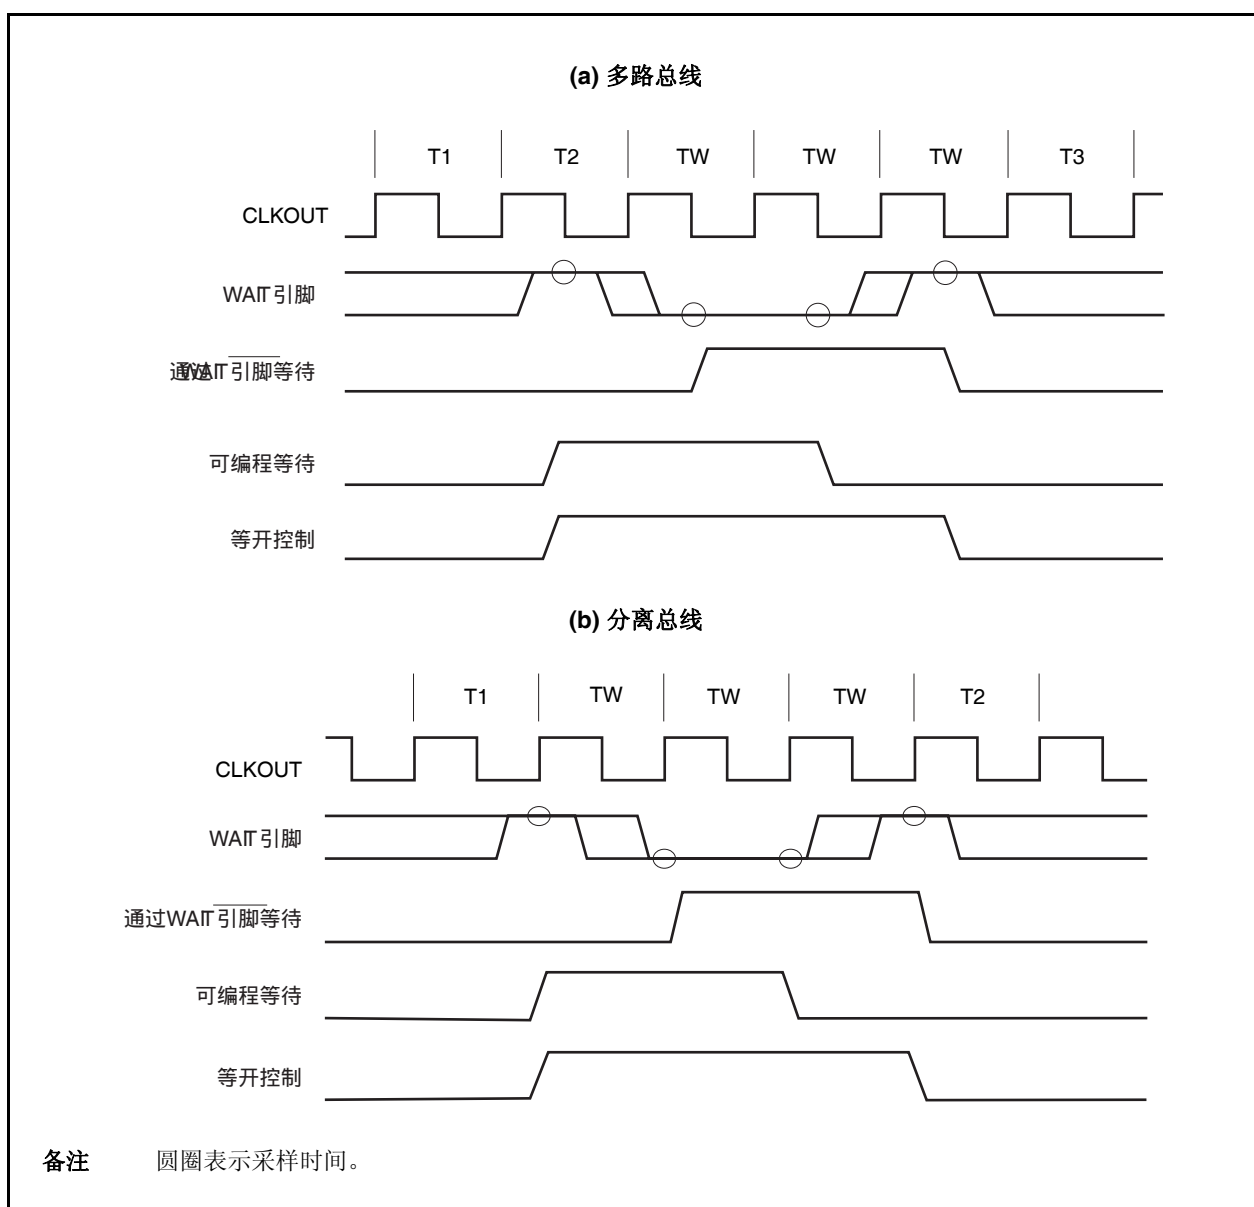 (a) 多路总线
T1 T2 TW TW TW T3
CLKOUT
WAIT 引脚
通过WAIT 引脚等待
可编程等待
等开控制
(b) 分离总线
T1 TW TW TW T2
CLKOUT
WAIT 引脚
通过WAIT 引脚等待
可编程等待
等开控制
备注 圆圈表示采样时间。